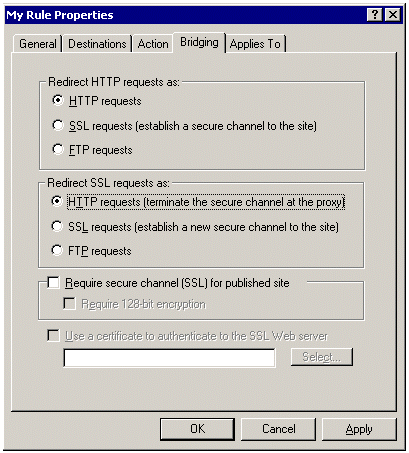 My Rule Properties
General
Destinations
Action
Bridging
Applies To
Redirect HTTP requests as:
HTTP requests
SSL requests (establish a secure channel to the site)
FTP requests
Redirect SSL requests as:
HTTP requests (terminate the secure channel at the proxy)
SSL requests (establish a new secure channel to the site)
FTP requests
Require secure channel (SSL) for published site
Require 128-bit encryption
Use a certificate to authenticate to the SSL Web server
Select...
OK
Cancel
Apply